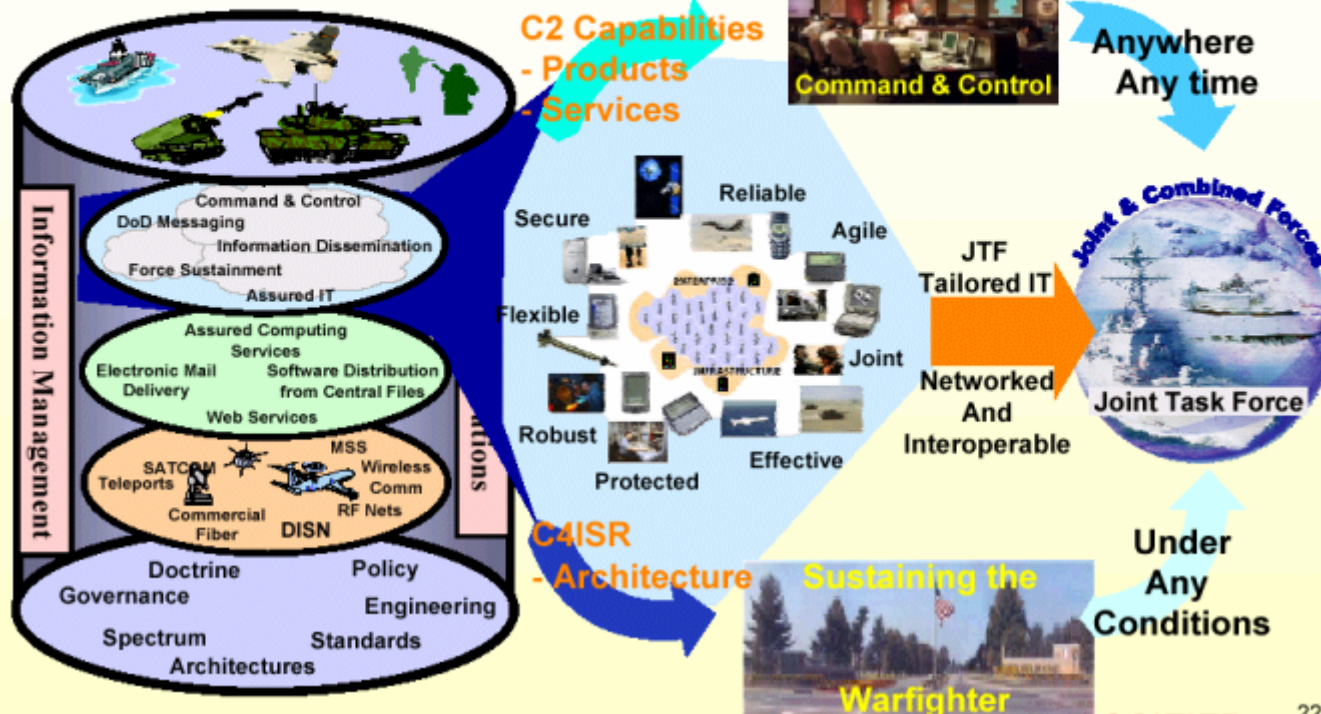 C2 Capabilities
- Products
- Services
Command & Control
Anywhere
Any time
Information Management
Command & Control
DoD Messaging
Information Dissemination
Force Sustainment
Assured IT
Assured Computing
Services
Electronic Mail
Delivery
Software Distribution
from Central Files
Web Services
MSS
SATCOM
Teleports
Wireless
Comm
RF Nets
Commercial
Fiber
DISN
Doctrine
Policy
Governance
Engineering
Spectrum
Standards
Architectures
Secure
Reliable
Agile
Flexible
ENTERPRISE
INFRASTRUCTURE
Joint
Robust
Protected
Effective
JTF
Tailored IT
Networked
And
Interoperable
Joint & Combined Forces
Joint Task Force
C4ISR
- Architecture
Sustaining the
Warfighter
Under
Any
Conditions
22